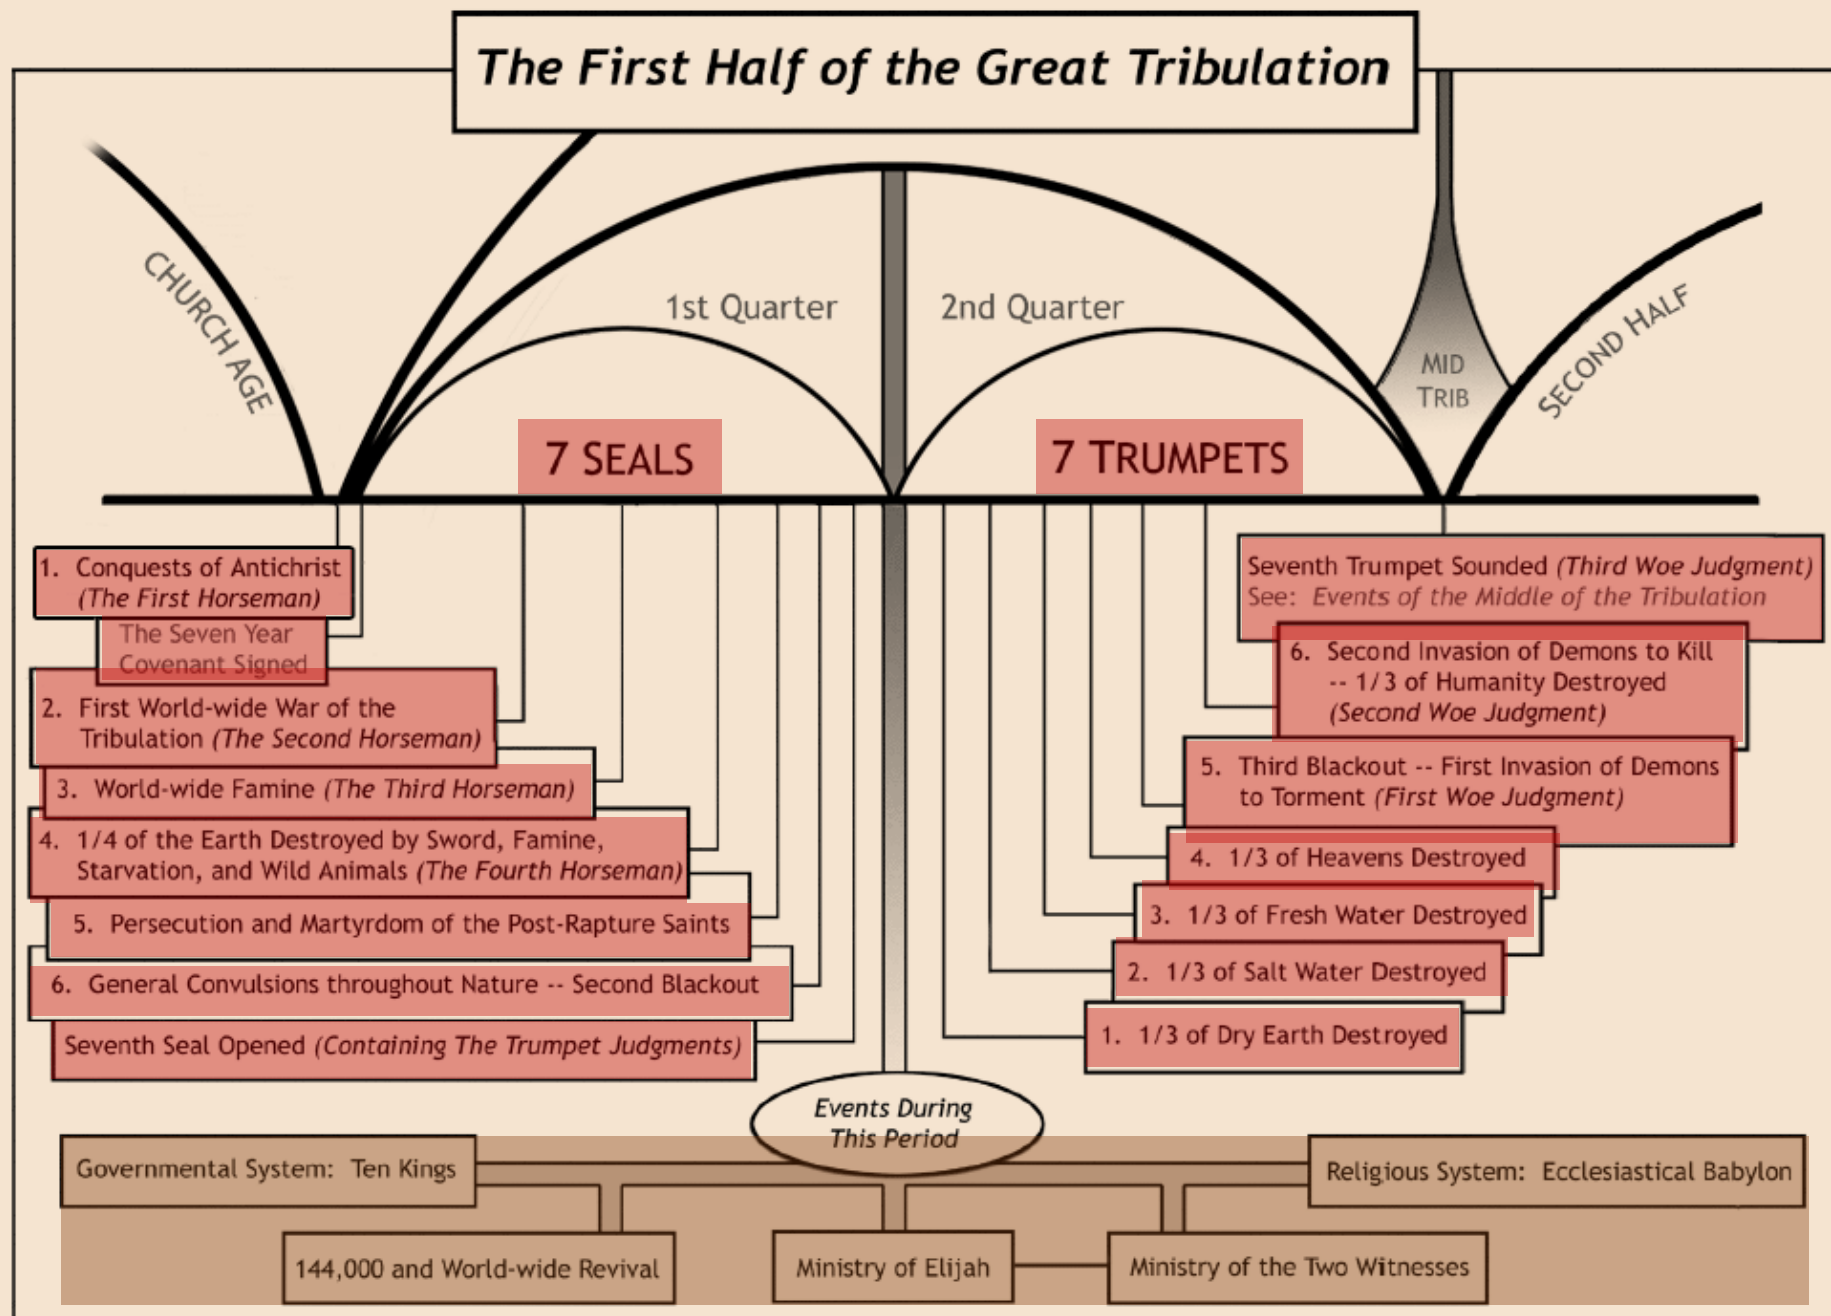 The First Half of the Great Tribulation
CHURCH AGE
1st Quarter
2nd Quarter
MID
TRIB
SECOND HALF
7 SEALS
7 TRUMPETS
1. Conquests of Antichrist
(The First Horseman)
The Seven Year
Covenant Signed
2. First World-wide War of the
Tribulation (The Second Horseman)
3. World-wide Famine (The Third Horseman)
4. 1/4 of the Earth Destroyed by Sword, Famine,
Starvation, and Wild Animals (The Fourth Horseman)
5. Persecution and Martyrdom of the Post-Rapture Saints
6. General Convulsions throughout Nature -- Second Blackout
Seventh Seal Opened (Containing The Trumpet Judgments)
Seventh Trumpet Sounded (Third Woe Judgment)
See: Events of the Middle of the Tribulation
6. Second Invasion of Demons to Kill
-- 1/3 of Humanity Destroyed
(Second Woe Judgment)
5. Third Blackout -- First Invasion of Demons
to Torment (First Woe Judgment)
4. 1/3 of Heavens Destroyed
3. 1/3 of Fresh Water Destroyed
2. 1/3 of Salt Water Destroyed
1. 1/3 of Dry Earth Destroyed
Events During
This Period
Governmental System: Ten Kings
Religious System: Ecclesiastical Babylon
144,000 and World-wide Revival
Ministry of Elijah
Ministry of the Two Witnesses